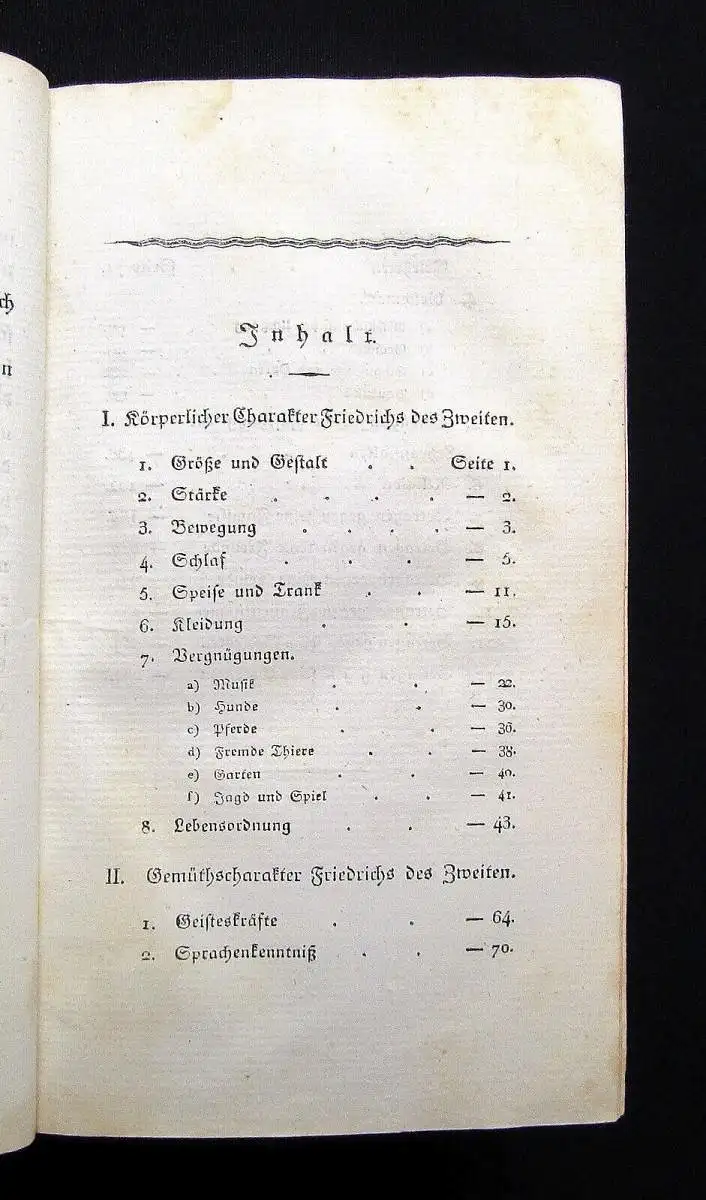 ch
n
Inhalt.
I. Körperlicher Charakter Friedrichs des Zweiten.
1. Größe und Gestalt . . Seite 1.
2. Stärke . . . . — 2.
3. Bewegung . . . . — 3.
4. Schlaf . . . — 5.
5. Speise und Trank . . — 11.
6. Kleidung . . — 15.
7. Vergnügungen.
a) Musik . . — 22.
b) Hunde . . — 30.
c) Pferde . . — 36.
d) Fremde Thiere . . — 38.
e) Garten . . — 40.
f) Jagd und Spiel . . — 41.
8. Lebensordnung . . — 43.
II. Gemüthscharakter Friedrichs des Zweiten.
1. Geisteskräfte . . — 64.
2. Sprachenkenntniß . . — 70.